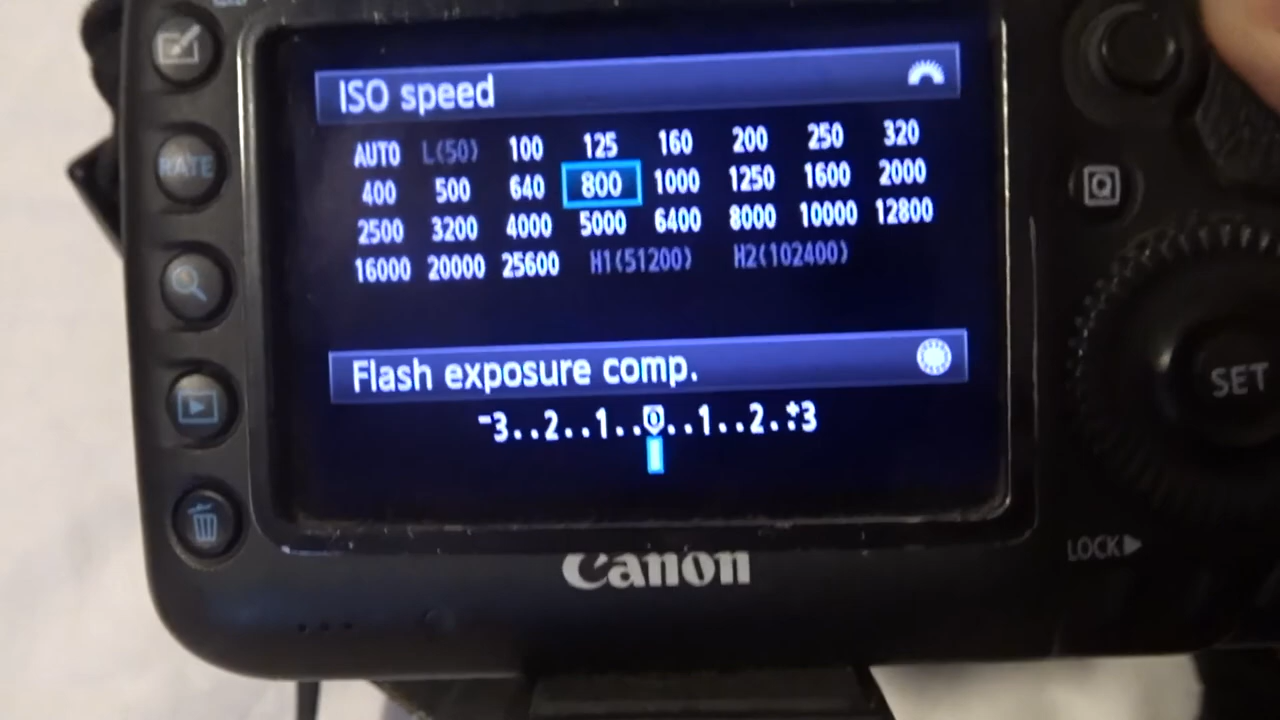 ISO speed
AUTO L(50) 100 125 160 200 250 320
400 500 640 800 1000 1250 1600 2000
2500 3200 4000 5000 6400 8000 10000 12800
16000 20000 25600 H1(51200) H2(102400)
Flash exposure comp.
-3..2..1..0..1..2.:+3
Canon
RATE
Q
SET
LOCK▶